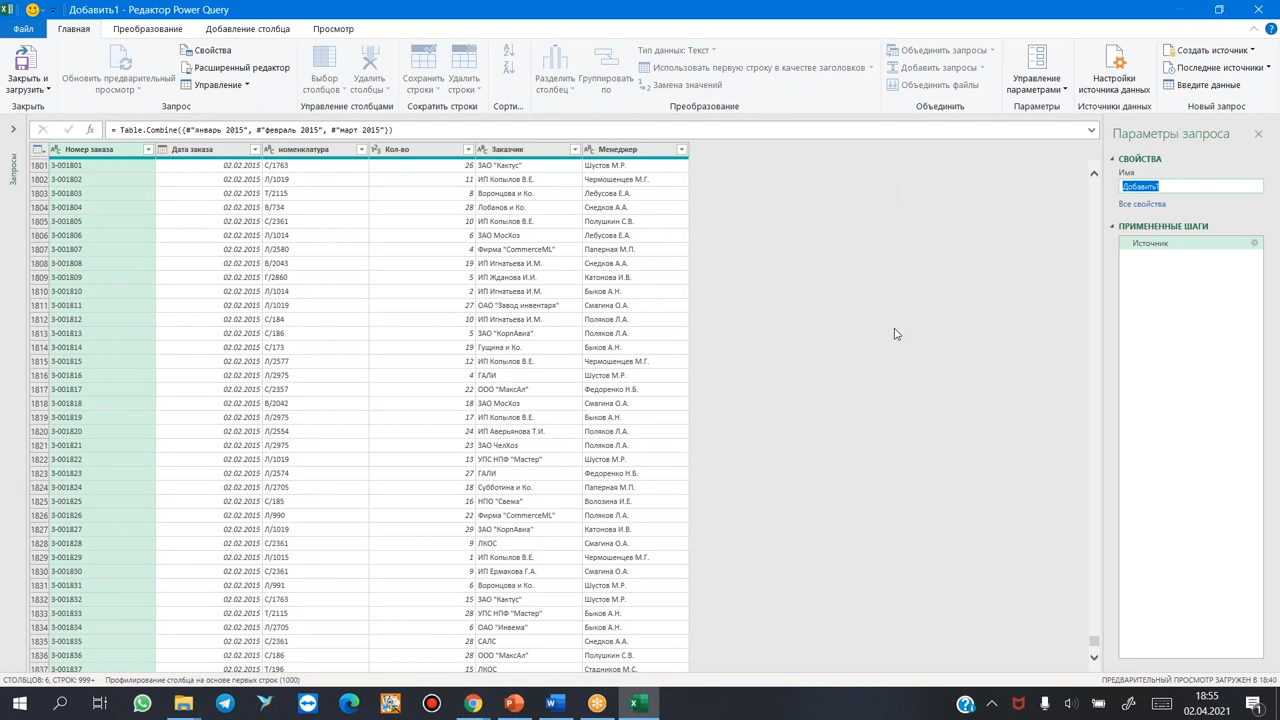 Добавить1 - Редактор Power Query
Файл
Главная
Преобразование
Добавление столбца
Просмотр
Закрыть и загрузить
Закрыть
Обновить предварительный просмотр
Свойства
Расширенный редактор
Управление
Запрос
Выбор столбцов
Удалить столбцы
Управление столбцами
Сохранить строки
Удалить строки
Сократить строки
Сорти...
Разделить столбец
Группировать по
Тип данных: Текст
Использовать первую строку в качестве заголовков
Замена значений
Преобразование
Объединить запросы
Добавить запросы
Объединить файлы
Объединить
Управление параметрами
Параметры
Настройки источника данных
Источники данных
Создать источник
Последние источники
Введите данные
Новый запрос
= Table.Combine({#"январь 2015", #"февраль 2015", #"март 2015"})
Запросы
Номер заказа Дата заказа номенклатура Кол-во Заказчик Менеджер
1801 З-001801 02.02.2015 С/1763 26 ЗАО "Кактус" Шустов М.Р.
1802 З-001802 02.02.2015 Л/1019 11 ИП Копылов В.Е. Чермошенцев М.Г.
1803 З-001803 02.02.2015 Т/2115 8 Воронцова и Ко. Лебусова Е.А.
1804 З-001804 02.02.2015 В/734 28 Лобанов и Ко. Снедков А.А.
1805 З-001805 02.02.2015 С/2361 10 ИП Копылов В.Е. Полушкин С.В.
1806 З-001806 02.02.2015 Л/1014 6 ЗАО МосХоз Лебусова Е.А.
1807 З-001807 02.02.2015 Л/2580 4 Фирма "CommerceML" Паперная М.П.
1808 З-001808 02.02.2015 В/2043 19 ИП Игнатьева И.М. Снедков А.А.
1809 З-001809 02.02.2015 Г/2860 5 ИП Жданова И.И. Катонова И.В.
1810 З-001810 02.02.2015 Л/1014 2 ИП Игнатьева И.М. Быков А.Н.
1811 З-001811 02.02.2015 Л/1019 27 ОАО "Завод инвентаря" Смагина О.А.
1812 З-001812 02.02.2015 С/184 10 ИП Игнатьева И.М. Поляков Л.А.
1813 З-001813 02.02.2015 С/186 5 ЗАО "КорпАвиа" Поляков Л.А.
1814 З-001814 02.02.2015 С/173 19 Гущина и Ко. Быков А.Н.
1815 З-001815 02.02.2015 Л/2577 12 ИП Копылов В.Е. Чермошенцев М.Г.
1816 З-001816 02.02.2015 Л/2975 4 ГАЛИ Шустов М.Р.
1817 З-001817 02.02.2015 С/2357 22 ООО "МаксАл" Федоренко Н.Б.
1818 З-001818 02.02.2015 В/2042 18 ЗАО МосХоз Смагина О.А.
1819 З-001819 02.02.2015 Л/2975 17 ИП Копылов В.Е. Быков А.Н.
1820 З-001820 02.02.2015 Л/2554 24 ИП Аверьянова Т.И. Поляков Л.А.
1821 З-001821 02.02.2015 Л/2975 23 ЗАО ЧелХоз Поляков Л.А.
1822 З-001822 02.02.2015 Л/1019 13 УПС НПФ "Мастер" Шустов М.Р.
1823 З-001823 02.02.2015 Л/2574 27 ГАЛИ Федоренко Н.Б.
1824 З-001824 02.02.2015 Л/2705 18 Субботина и Ко. Паперная М.П.
1825 З-001825 02.02.2015 С/185 16 НПО "Свема" Волозина И.Е.
1826 З-001826 02.02.2015 Л/990 22 Фирма "CommerceML" Поляков Л.А.
1827 З-001827 02.02.2015 Л/1019 29 ЗАО "КорпАвиа" Катонова И.В.
1828 З-001828 02.02.2015 С/2361 9 ЛКОС Смагина О.А.
1829 З-001829 02.02.2015 Л/1015 1 ИП Копылов В.Е. Чермошенцев М.Г.
1830 З-001830 02.02.2015 С/2361 9 ИП Ермакова Г.А. Смагина О.А.
1831 З-001831 02.02.2015 Л/991 6 Воронцова и Ко. Шустов М.Р.
1832 З-001832 02.02.2015 С/1763 15 ЗАО "Кактус" Шустов М.Р.
1833 З-001833 02.02.2015 Т/2115 28 УПС НПФ "Мастер" Быков А.Н.
1834 З-001834 02.02.2015 Л/2705 6 ОАО "Инвема" Быков А.Н.
1835 З-001835 02.02.2015 С/2361 28 САЛС Снедков А.А.
1836 З-001836 02.02.2015 С/186 28 ООО "МаксАл" Полушкин С.В.
1837 З-001837 02.02.2015 Т/196 15 ЛКОС Стадников М.С.
Параметры запроса
СВОЙСТВА
Имя
Добавить1
Все свойства
ПРИМЕНЕННЫЕ ШАГИ
Источник
СТОЛБЦОВ: 6, СТРОК: 999+ Профилирование столбца на основе первых строк (1000)
ПРЕДВАРИТЕЛЬНЫЙ ПРОСМОТР ЗАГРУЖЕН В 18:40
18:55
02.04.2021